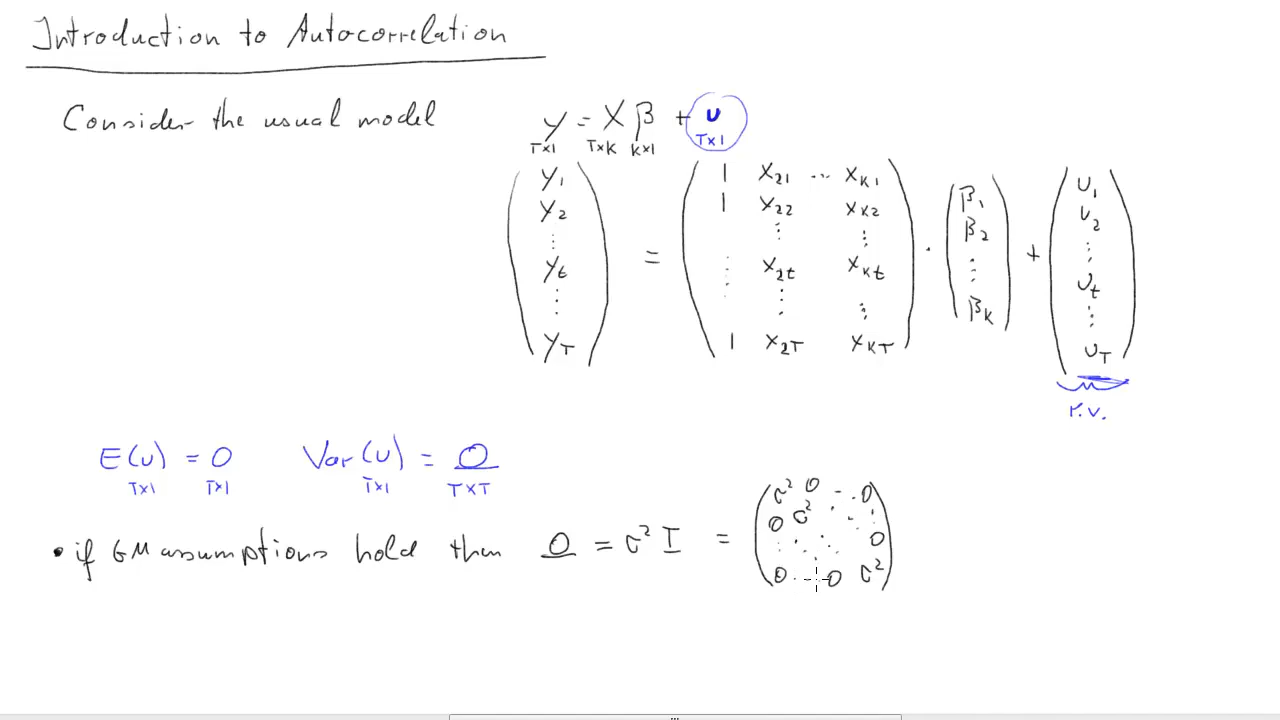 Introduction to Autocorrelation
Consider the usual model y = X β + u
T×1 T×K K×1 T×1
y1 1 x21 ... xK1 β1 u1
y2 1 x22 xK2 β2 u2
⋮ ⋮ ⋮ ⋮ ⋮
yt = ⋮ x2t xKt · + ut
⋮ ⋮ ⋮ βK ⋮
yT 1 x2T xKT uT
r.v.
E(u) = 0 Var(u) = Ω
T×1 T×1 T×1 T×T
• if GM assumptions hold then Ω = σ² I = 
σ² 0 ... 0
0 σ² ⋱ ⋮
⋮ ⋱ ⋱ 0
0 ... 0 σ²